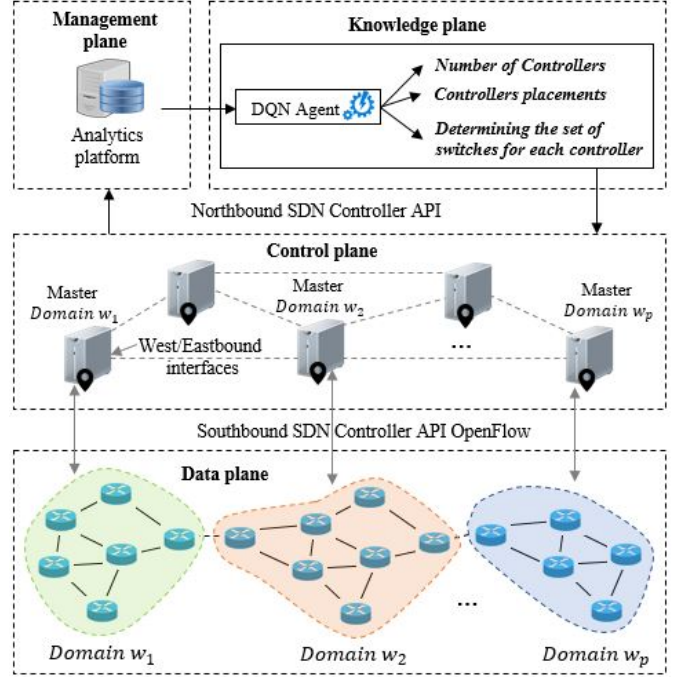 Management
plane
Analytics
platform
Knowledge plane
DQN Agent
Number of Controllers
Controllers placements
Determining the set of
switches for each controller
Northbound SDN Controller API
Control plane
Master
Domain w₁
Master
Domain w₂
Master
Domain wₚ
West/Eastbound
interfaces
...
Southbound SDN Controller API OpenFlow
Data plane
...
Domain w₁
Domain w₂
Domain wₚ